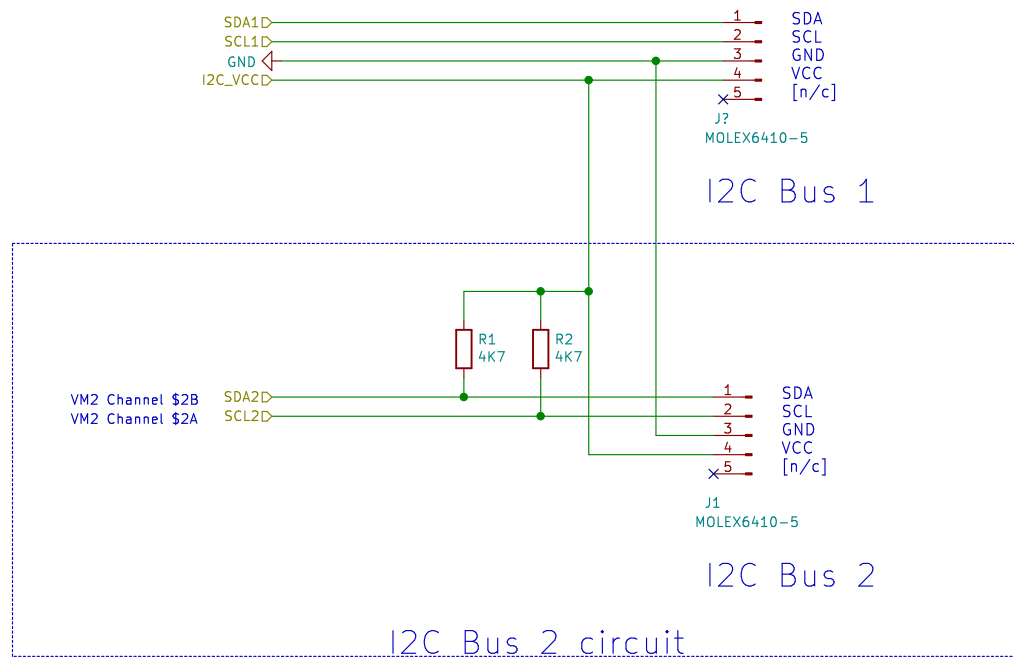 SDA1 1 SDA
SCL1 2 SCL
GND 3 GND
I2C_VCC 4 VCC
5 [n/c]
J?
MOLEX6410-5
I2C Bus 1
R1 R2
4K7 4K7
VM2 Channel $2B SDA2 1 SDA
VM2 Channel $2A SCL2 2 SCL
3 GND
4 VCC
5 [n/c]
J1
MOLEX6410-5
I2C Bus 2
I2C Bus 2 circuit